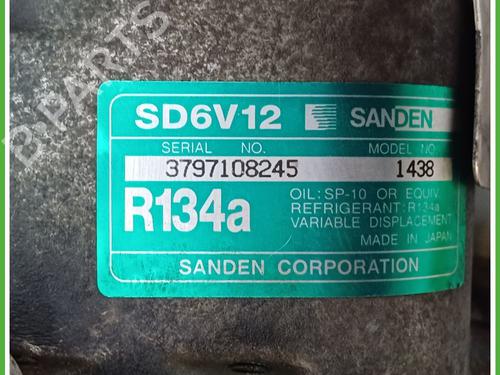 B-PARTS
SD6V12 SANDEN
SERIAL NO. MODEL NO
3797108245 1438
R134a
OIL: SP-10 OR EQUIV.
REFRIGERANT: R134a
VARIABLE DISPLACEMENT
MADE IN JAPAN
SANDEN CORPORATION